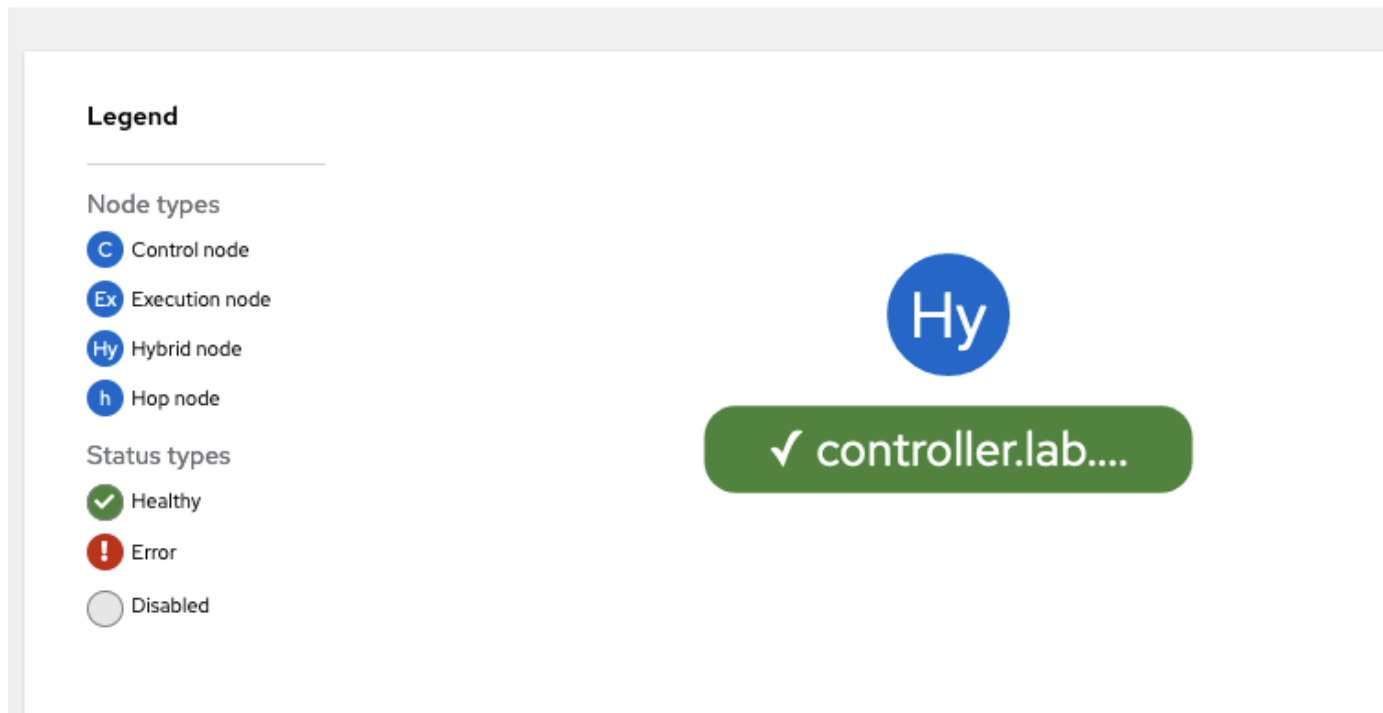 Legend
Node types
C Control node
Ex Execution node
Hy Hybrid node
h Hop node
Status types
Healthy
! Error
Disabled
Hy
✓ controller.lab....